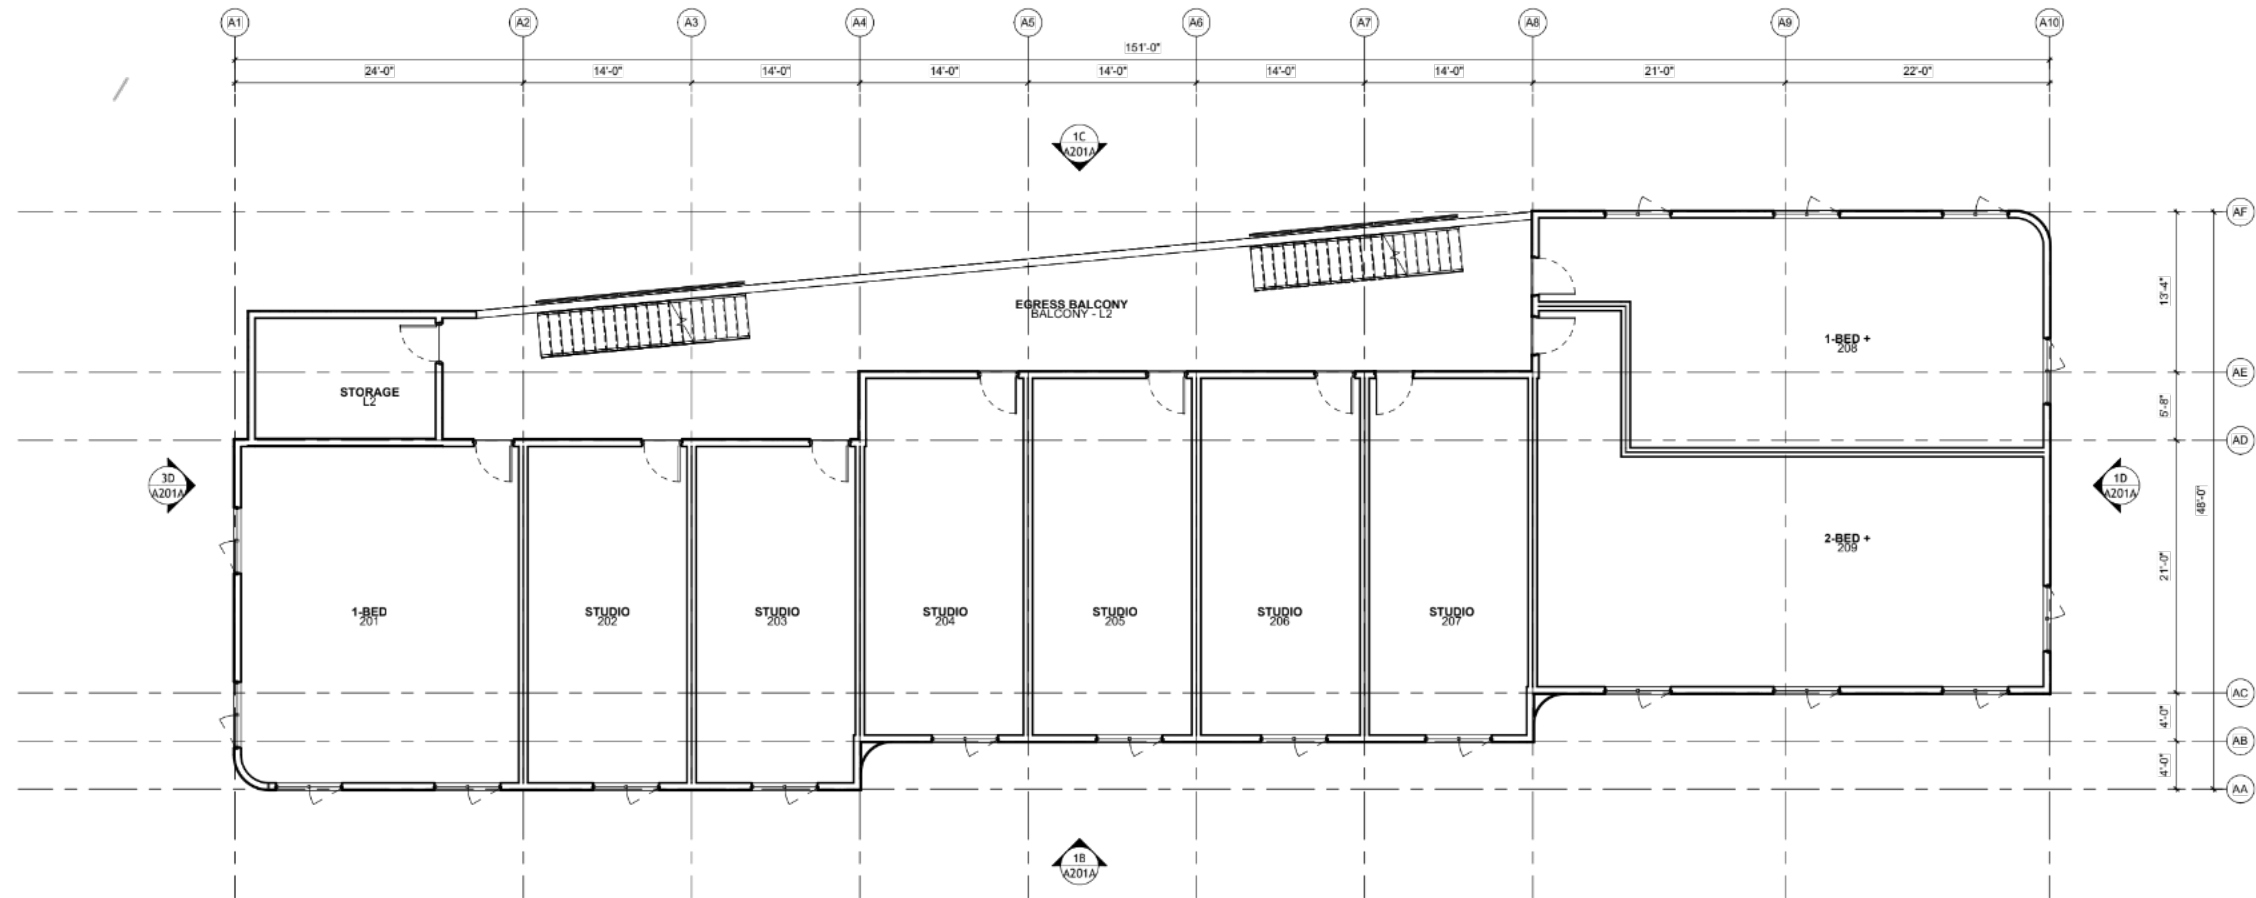 A1 A2 A3 A4 A5 A6 A7 A8 A9 A10
151'-0"
24'-0" 14'-0" 14'-0" 14'-0" 14'-0" 14'-0" 14'-0" 21'-0" 22'-0"
1C
A201A
AF
13'-4"
EGRESS BALCONY
BALCONY - L2
1-BED +
208
AE
STORAGE
L2
5'-8"
AD
3D
A201A
1D
A201A
48'-0"
2-BED +
209
21'-0"
1-BED
201
STUDIO
202
STUDIO
203
STUDIO
204
STUDIO
205
STUDIO
206
STUDIO
207
AC
4'-0"
AB
4'-0"
AA
1B
A201A